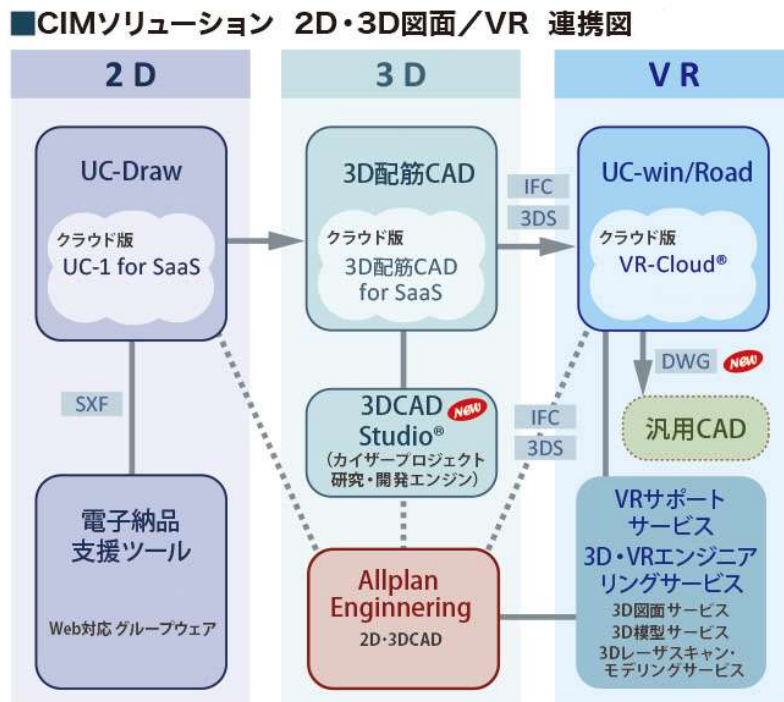 ■CIMソリューション 2D・3D図面／VR 連携図
2D
3D
VR
UC-Draw
クラウド版
UC-1 for SaaS
3D配筋CAD
クラウド版
3D配筋CAD
for SaaS
IFC
3DS
UC-win/Road
クラウド版
VR-Cloud®
SXF
3DCAD
Studio®
New
（カイザープロジェクト
研究・開発エンジン）
IFC
3DS
DWG
New
汎用CAD
電子納品
支援ツール
Web対応 グループウェア
Allplan
Enginnering
2D・3DCAD
VRサポート
サービス
3D・VRエンジニア
リングサービス
3D図面サービス
3D模型サービス
3Dレーザスキャン・
モデリングサービス